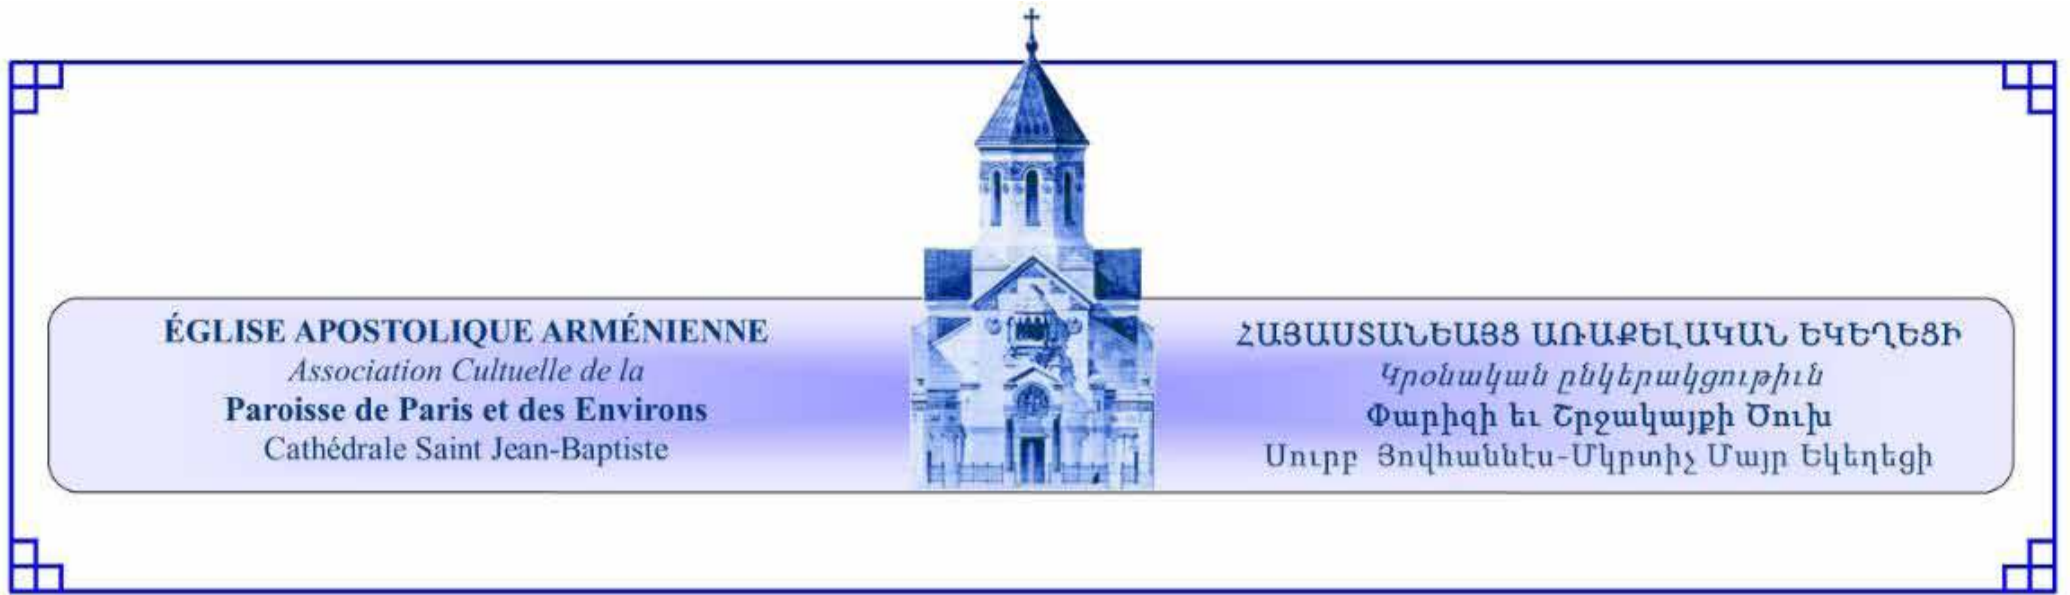 ÉGLISE APOSTOLIQUE ARMÉNIENNE
Association Cultuelle de la
Paroisse de Paris et des Environs
Cathédrale Saint Jean-Baptiste
ՀԱՅԱՍՏԱՆԵԱՅՑ ԱՌԱՔԵԼԱԿԱՆ ԵԿԵՂԵՑԻ
Կրօնական ընկերակցութիւն
Փարիզի եւ Շրջակայքի Ծուխ
Սուրբ Յովհաննէս-Մկրտիչ Մայր Եկեղեցի